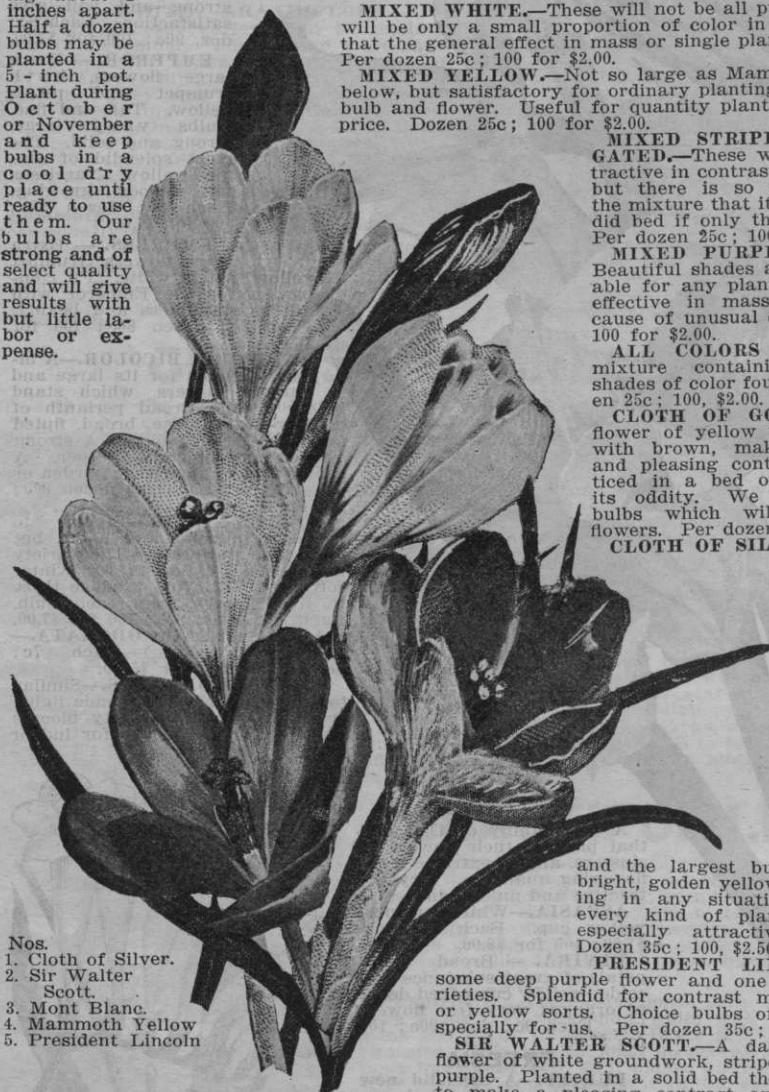 inches apart.
Half a dozen
bulbs may be
planted in a
5 - inch pot.
Plant during
October
or November
and keep
bulbs in a
cool dry
place until
ready to use
them. Our
bulbs are
strong and of
select quality
and will give
results with
but little la-
bor or ex-
pense.
MIXED WHITE.—These will not be all p
will be only a small proportion of color in
that the general effect in mass or single pla
Per dozen 25c; 100 for $2.00.
MIXED YELLOW.—Not so large as Mam
below, but satisfactory for ordinary planting
bulb and flower. Useful for quantity plant
price. Dozen 25c; 100 for $2.00.
MIXED STRIP
GATED.—These w
tractive in contras
but there is so
the mixture that it
did bed if only th
Per dozen 25c; 10
MIXED PURP
Beautiful shades a
able for any plan
effective in mass
cause of unusual
100 for $2.00.
ALL COLORS
mixture containi
shades of color fou
en 25c; 100, $2.00.
CLOTH OF GO
flower of yellow
with brown, mak
and pleasing cont
ticed in a bed o
its oddity. We
bulbs which wil
flowers. Per dozen
CLOTH OF SIL
and the largest bu
bright, golden yellow
ing in any situati
every kind of pla
especially attractiv
Dozen 35c; 100, $2.50
PRESIDENT LI
some deep purple flower and one
rieties. Splendid for contrast m
or yellow sorts. Choice bulbs o
specially for us. Per dozen 35c;
SIR WALTER SCOTT.—A da
flower of white groundwork, strip
purple. Planted in a solid bed th
Nos.
1. Cloth of Silver.
2. Sir Walter
Scott.
3. Mont Blanc.
4. Mammoth Yellow
5. President Lincoln